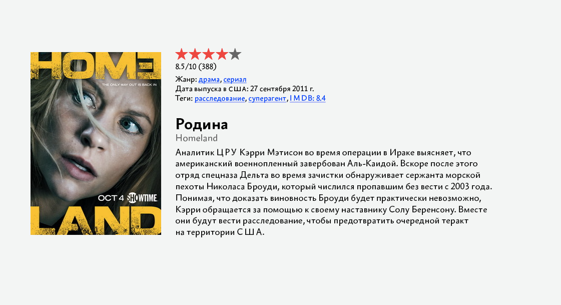 HOME
THE ONLY WAY OUT IS BACK IN.
OCT 4 SHOWTIME
LAND
8.5/10 (388)
Жанр: драма, сериал
Дата выпуска в США: 27 сентября 2011 г.
Теги: расследование, суперагент, IMDB: 8.4
Родина
Homeland
Аналитик ЦРУ Кэрри Мэтисон во время операции в Ираке выясняет, что
американский военнопленный завербован Аль-Каидой. Вскоре после этого
отряд спецназа Дельта во время зачистки обнаруживает сержанта морской
пехоты Николаса Броуди, который числился пропавшим без вести с 2003 года.
Понимая, что доказать виновность Броуди будет практически невозможно,
Кэрри обращается за помощью к своему наставнику Солу Беренсону. Вместе
они будут вести расследование, чтобы предотвратить очередной теракт
на территории США.